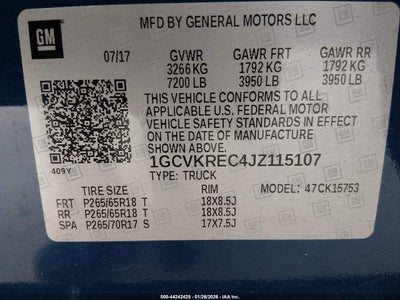 GM
MFD BY GENERAL MOTORS LLC
07/17 GVWR GAWR FRT GAWR RR
3266 KG 1792 KG 1792 KG
7200 LB 3950 LB 3950 LB
THIS VEHICLE CONFORMS TO ALL
APPLICABLE U.S. FEDERAL MOTOR
VEHICLE SAFETY STANDARDS IN EFFECT
ON THE DATE OF MANUFACTURE
SHOWN ABOVE.
409Y 1GCVKREC4JZ115107
TYPE: TRUCK
TIRE SIZE RIM MODEL: 47CK15753
FRT P265/65R18 T 18X8.5J
RR P265/65R18 T 18X8.5J
SPA P265/70R17 S 17X7.5J
000-44242425 - 01/26/2026 - IAA, Inc.